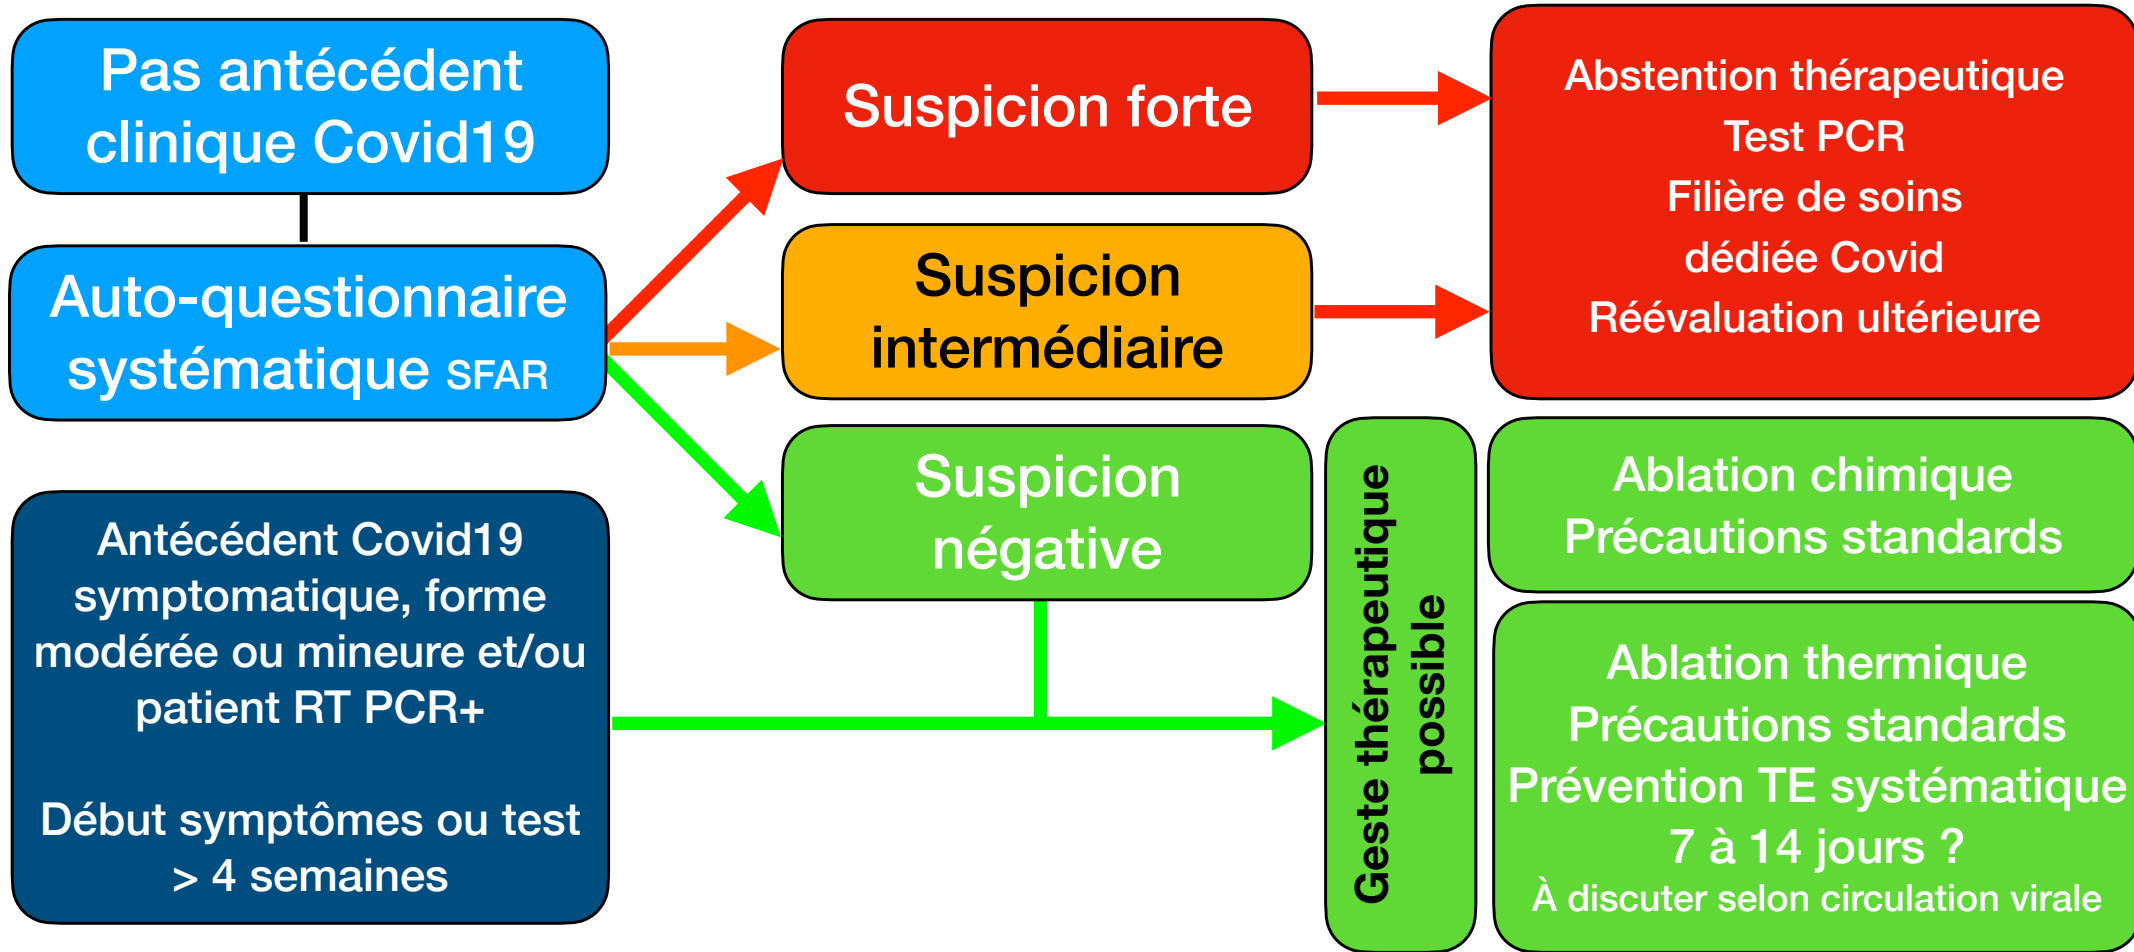 Pas antécédent
clinique Covid19
Auto-questionnaire
systématique SFAR
Antécédent Covid19
symptomatique, forme
modérée ou mineure et/ou
patient RT PCR+
Début symptômes ou test
> 4 semaines
Suspicion forte
Suspicion
intermédiaire
Suspicion
négative
Abstention thérapeutique
Test PCR
Filière de soins
dédiée Covid
Réévaluation ultérieure
Geste thérapeutique
possible
Ablation chimique
Précautions standards
Ablation thermique
Précautions standards
Prévention TE systématique
7 à 14 jours ?
À discuter selon circulation virale